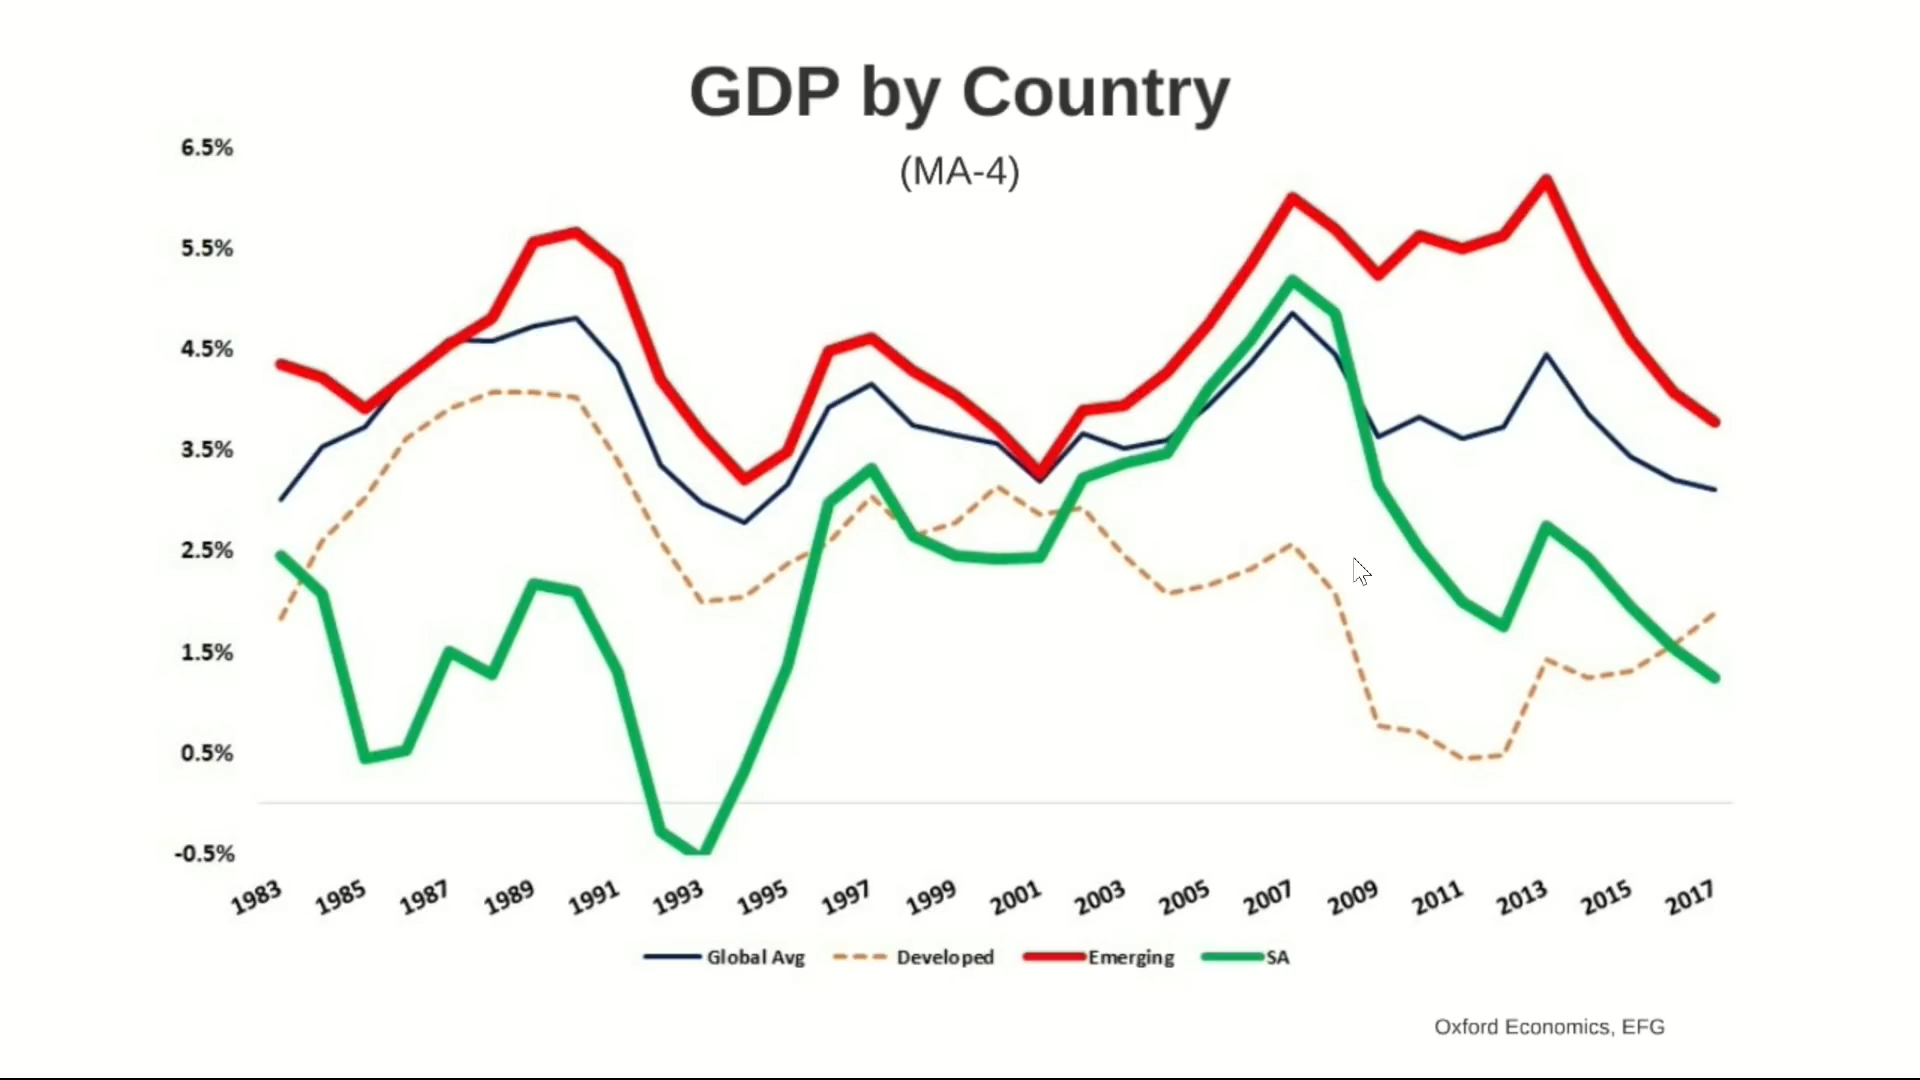 GDP by Country
(MA-4)
6.5%
5.5%
4.5%
3.5%
2.5%
1.5%
0.5%
-0.5%
1983 1985 1987 1989 1991 1993 1995 1997 1999 2001 2003 2005 2007 2009 2011 2013 2015 2017
Global Avg Developed Emerging SA
Oxford Economics, EFG